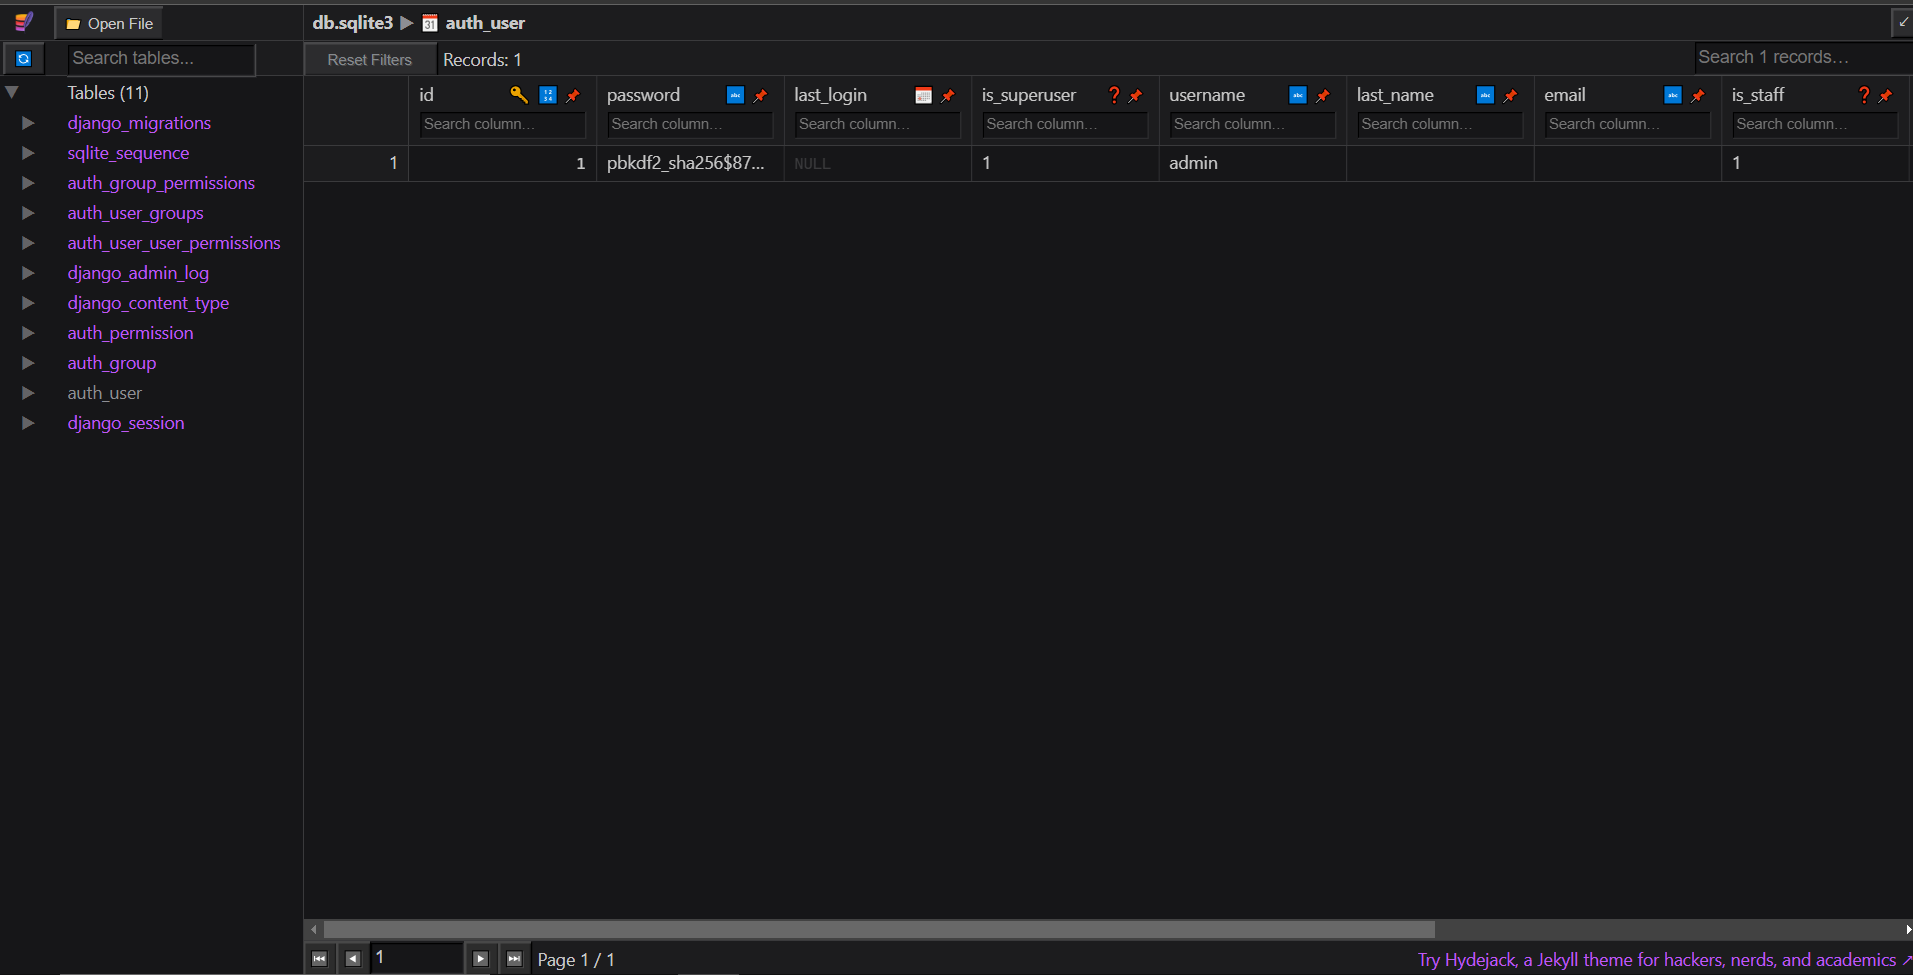 Open File
db.sqlite3 auth_user
Search tables...
Reset Filters Records: 1 Search 1 records…
Tables (11)
django_migrations
sqlite_sequence
auth_group_permissions
auth_user_groups
auth_user_user_permissions
django_admin_log
django_content_type
auth_permission
auth_group
auth_user
django_session
id password last_login is_superuser username last_name email is_staff
Search column… Search column… Search column… Search column… Search column… Search column… Search column… Search column…
1 1 pbkdf2_sha256$87... NULL 1 admin 1
1 Page 1 / 1
Try Hydejack, a Jekyll theme for hackers, nerds, and academics ↗